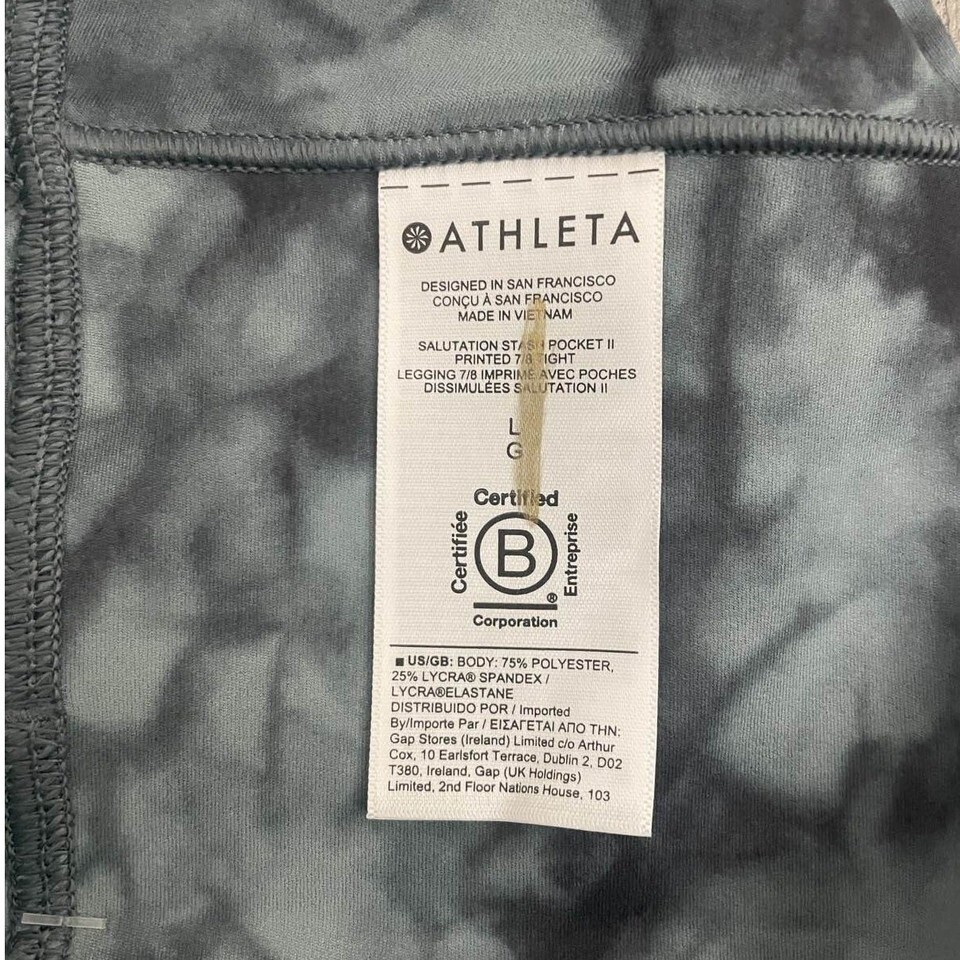 ATHLETA
DESIGNED IN SAN FRANCISCO
CONÇU À SAN FRANCISCO
MADE IN VIETNAM
SALUTATION STASH POCKET II
PRINTED 7/8 TIGHT
LEGGING 7/8 IMPRIMÉ AVEC POCHES
DISSIMULÉES SALUTATION II
L
G
Certified
Certifiée
B
Entreprise
®
Corporation
■ US/GB: BODY: 75% POLYESTER,
25% LYCRA® SPANDEX /
LYCRA®ELASTANE
DISTRIBUIDO POR / Imported
By/Importe Par / ΕΙΣΑΓΕΤΑΙ ΑΠΟ ΤΗΝ:
Gap Stores (Ireland) Limited c/o Arthur
Cox, 10 Earlsfort Terrace, Dublin 2, D02
T380, Ireland, Gap (UK Holdings)
Limited, 2nd Floor Nations House, 103